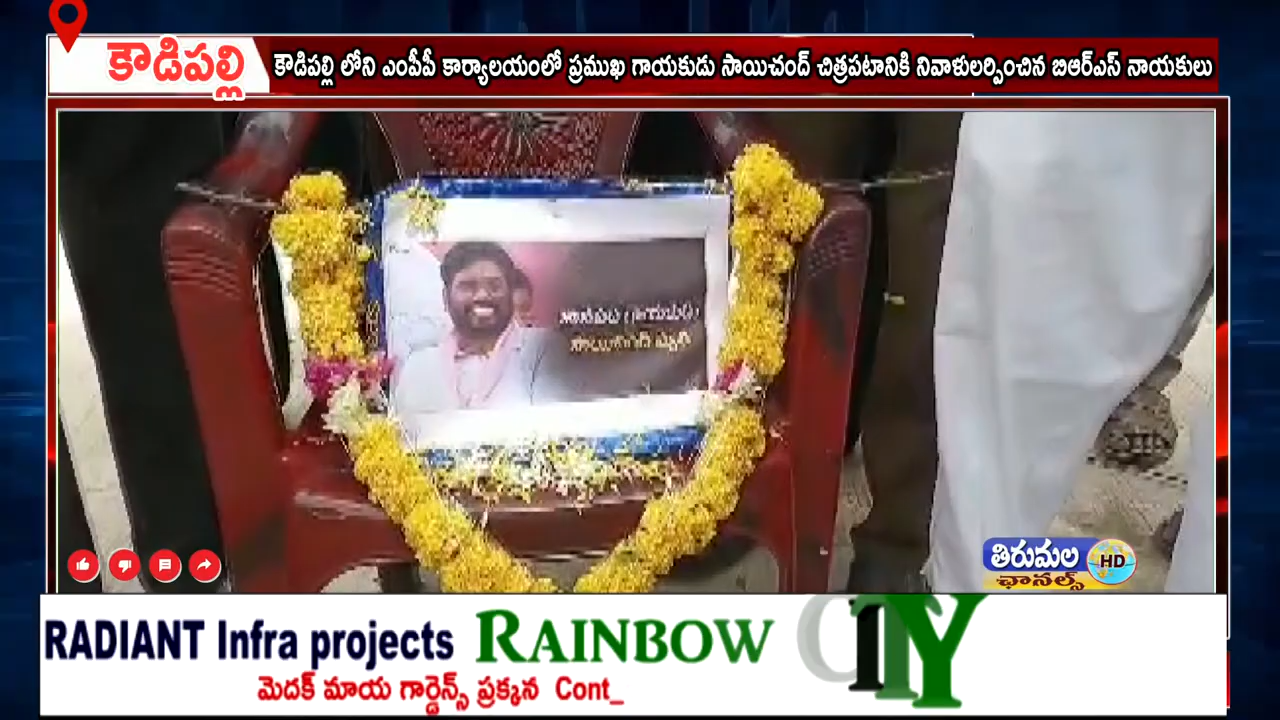 కౌడిపల్లి
కౌడిపల్లి లోని ఎంపీపీ కార్యాలయంలో ప్రముఖ గాయకుడు సాయిచంద్ చిత్రపటానికి నివాళులర్పించిన బిఆర్ఎస్ నాయకులు
తిరుమల HD
ఛానల్స్
RADIANT Infra projects RAINBOW CITY
మెదక్ మాయ గార్డెన్స్ ప్రక్కన Cont_